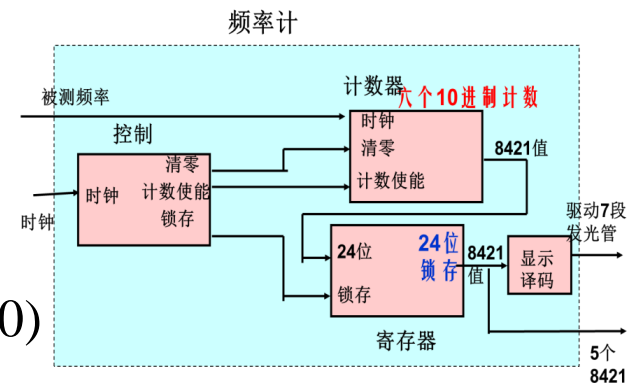 频率计
计数器
六个10进制计数
被测频率
时钟
控制
清零
清零
8421值
时钟
计数使能
计数使能
锁存
时钟
驱动7段
发光管
24位
24位
锁存
8421
值
显示
译码
锁存
0)
寄存器
5个
8421